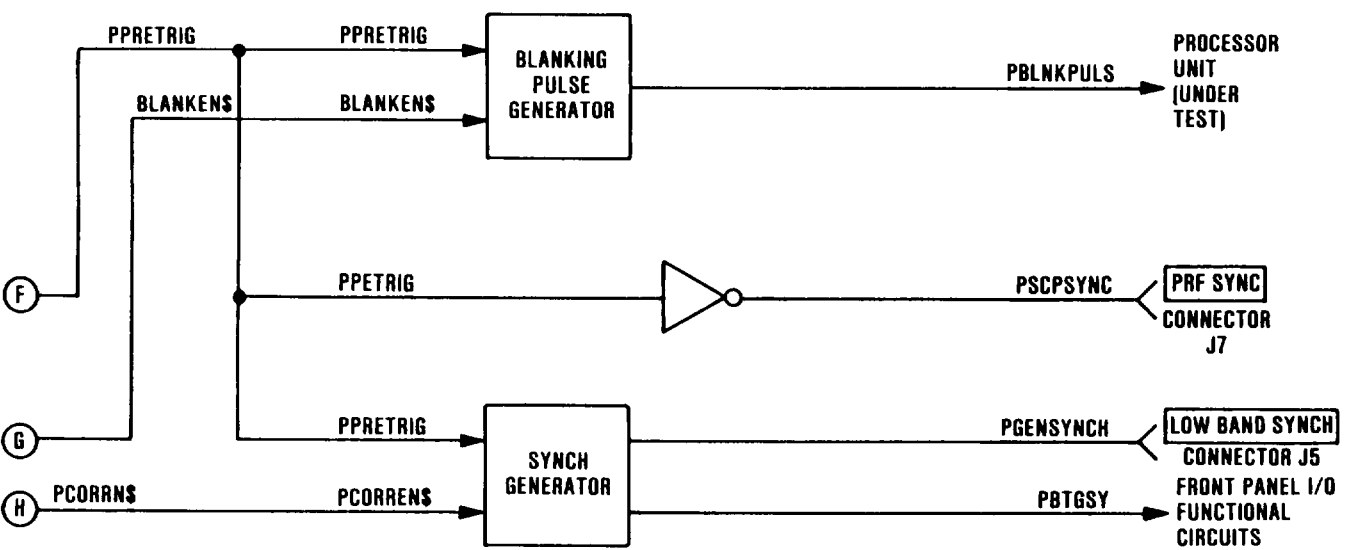 PPRETRIG
PPRETRIG
BLANKEN$
BLANKEN$
BLANKING
PULSE
GENERATOR
PBLNKPULS
PROCESSOR
UNIT
(UNDER
TEST)
F
PPETRIG
PSCPSYNC
PRF SYNC
CONNECTOR
J7
G
PPRETRIG
SYNCH
GENERATOR
PGENSYNCH
LOW BAND SYNCH
CONNECTOR J5
H
PCORRN$
PCORREN$
PBTGSY
FRONT PANEL I/O
FUNCTIONAL
CIRCUITS